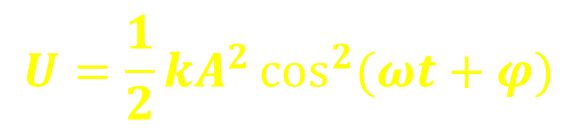 U = 1/2 kA² cos²(ωt + φ)